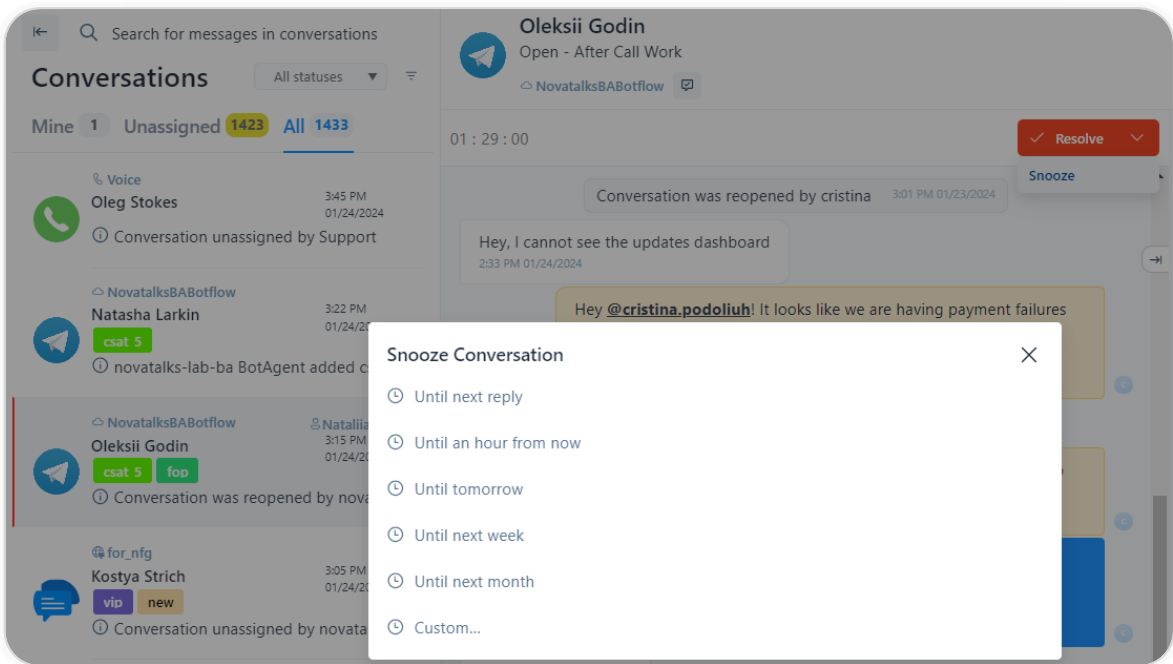 Search for messages in conversations
Conversations
All statuses
Mine 1 Unassigned 1423 All 1433
Voice
Oleg Stokes
3:45 PM
01/24/2024
Conversation unassigned by Support
NovatalksBABotflow
Natasha Larkin
3:22 PM
csat 5
novatalks-lab-ba BotAgent added
NovatalksBABotflow
Oleksii Godin
3:15 PM
csat 5 fop
Conversation was reopened by
for_nfg
Kostya Strich
3:05 PM
vip new
Conversation unassigned by
Oleksii Godin
Open - After Call Work
NovatalksBABotflow
01 : 29 : 00
Resolve
Snooze
Conversation was reopened by cristina 3:01 PM 01/23/2024
Hey, I cannot see the updates dashboard
2:33 PM 01/24/2024
Hey @cristina.podoliuh! It looks like we are having payment failures
Snooze Conversation
Until next reply
Until an hour from now
Until tomorrow
Until next week
Until next month
Custom...